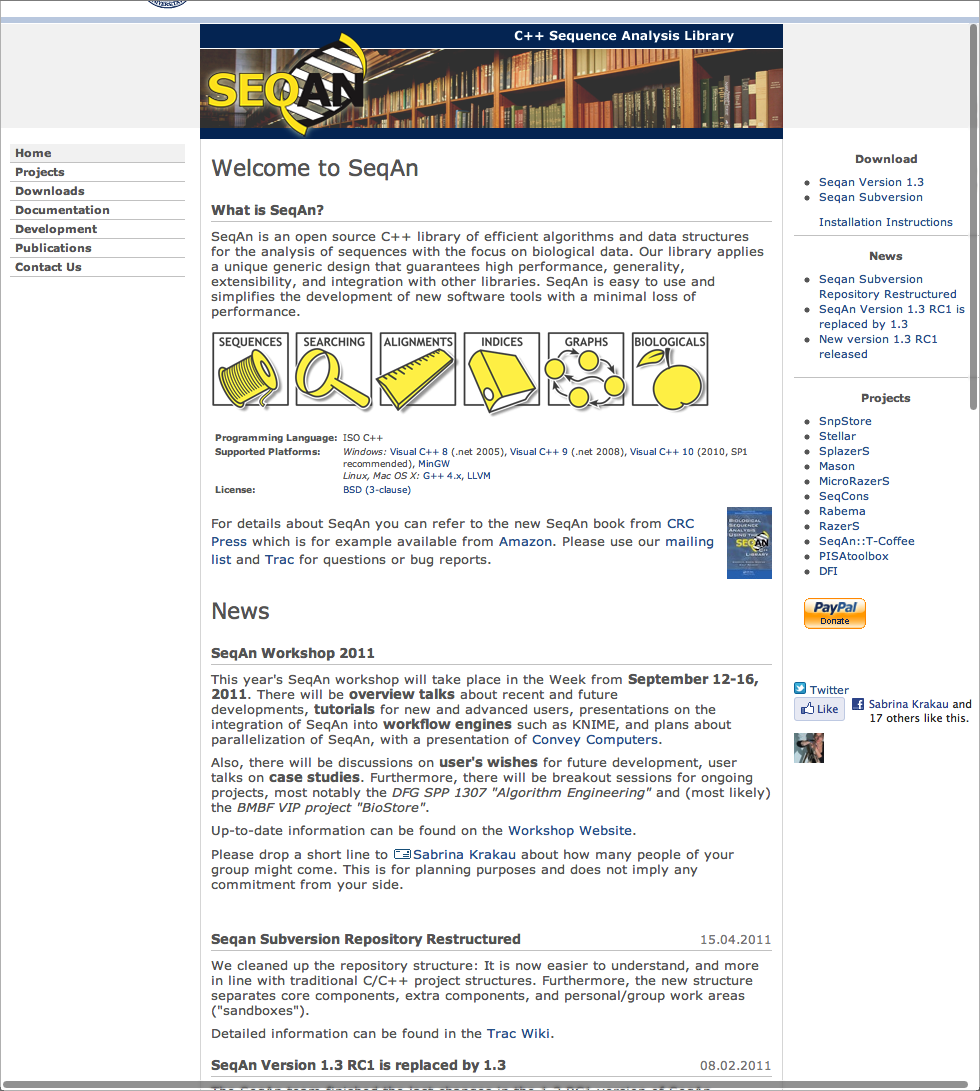 C++ Sequence Analysis Library
SEQAN
Home
Projects
Downloads
Documentation
Development
Publications
Contact Us
Welcome to SeqAn
What is SeqAn?
SeqAn is an open source C++ library of efficient algorithms and data structures
for the analysis of sequences with the focus on biological data. Our library applies
a unique generic design that guarantees high performance, generality,
extensibility, and integration with other libraries. SeqAn is easy to use and
simplifies the development of new software tools with a minimal loss of
performance.
SEQUENCES SEARCHING ALIGNMENTS INDICES GRAPHS BIOLOGICALS
Programming Language: ISO C++
Supported Platforms: Windows: Visual C++ 8 (.net 2005), Visual C++ 9 (.net 2008), Visual C++ 10 (2010, SP1
recommended), MinGW
Linux, Mac OS X: G++ 4.x, LLVM
License: BSD (3-clause)
For details about SeqAn you can refer to the new SeqAn book from CRC
Press which is for example available from Amazon. Please use our mailing
list and Trac for questions or bug reports.
BIOLOGICAL
SEQUENCE
ANALYSIS
USING THE
SEQAN
C++
LIBRARY
News
SeqAn Workshop 2011
This year's SeqAn workshop will take place in the Week from September 12-16,
2011. There will be overview talks about recent and future
developments, tutorials for new and advanced users, presentations on the
integration of SeqAn into workflow engines such as KNIME, and plans about
parallelization of SeqAn, with a presentation of Convey Computers.
Also, there will be discussions on user's wishes for future development, user
talks on case studies. Furthermore, there will be breakout sessions for ongoing
projects, most notably the DFG SPP 1307 "Algorithm Engineering" and (most likely)
the BMBF VIP project "BioStore".
Up-to-date information can be found on the Workshop Website.
Please drop a short line to Sabrina Krakau about how many people of your
group might come. This is for planning purposes and does not imply any
commitment from your side.
Seqan Subversion Repository Restructured 15.04.2011
We cleaned up the repository structure: It is now easier to understand, and more
in line with traditional C/C++ project structures. Furthermore, the new structure
separates core components, extra components, and personal/group work areas
("sandboxes").
Detailed information can be found in the Trac Wiki.
SeqAn Version 1.3 RC1 is replaced by 1.3 08.02.2011
Download
Seqan Version 1.3
Seqan Subversion
Installation Instructions
News
Seqan Subversion
Repository Restructured
SeqAn Version 1.3 RC1 is
replaced by 1.3
New version 1.3 RC1
released
Projects
SnpStore
Stellar
SplazerS
Mason
MicroRazerS
SeqCons
Rabema
RazerS
SeqAn::T-Coffee
PISAtoolbox
DFI
PayPal
Donate
Twitter
Like
Sabrina Krakau and
17 others like this.